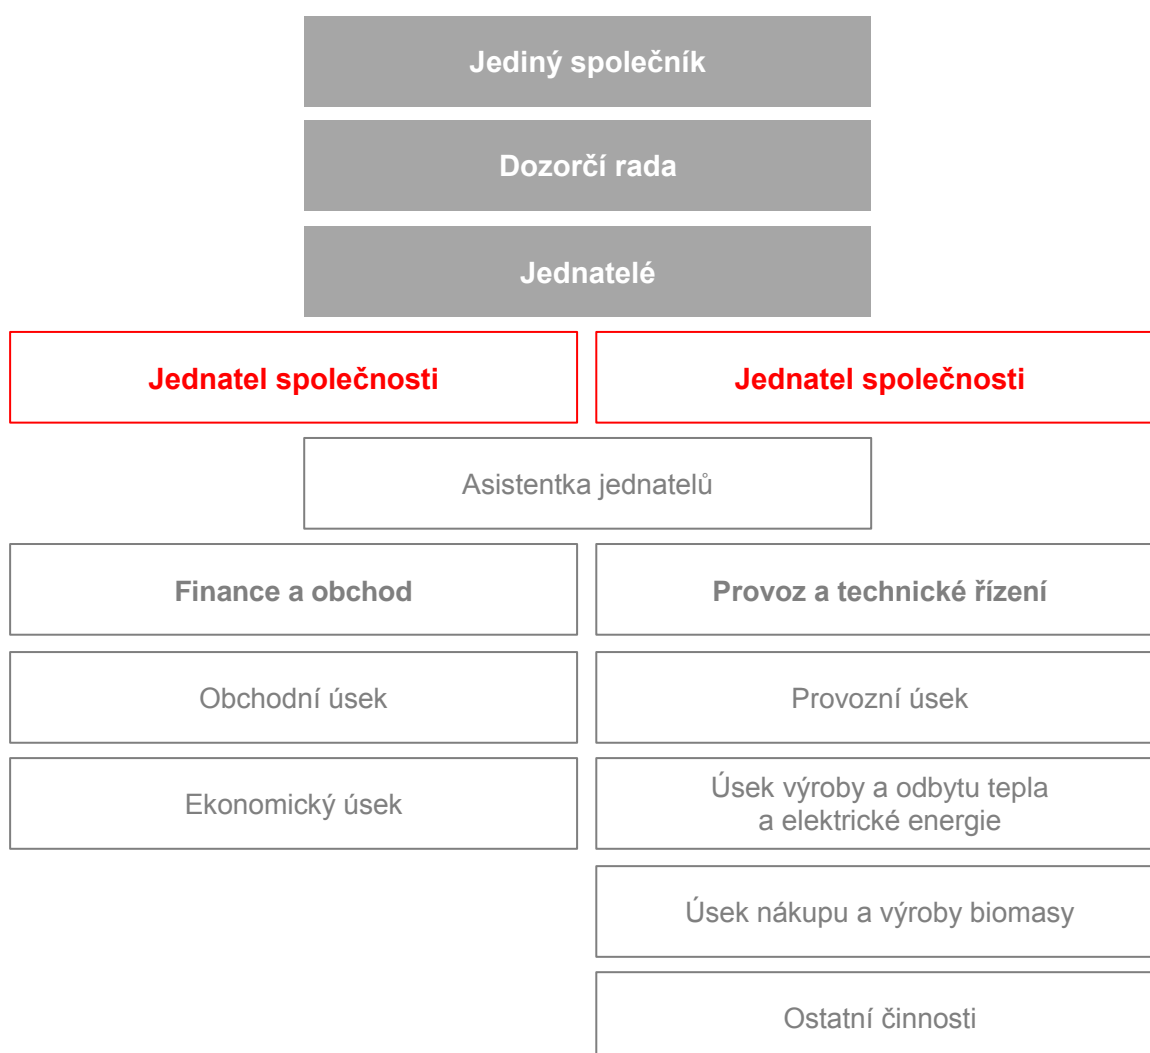 Jediný společník
Dozorčí rada
Jednatelé
Jednatel společnosti
Jednatel společnosti
Asistentka jednatelů
Finance a obchod
Provoz a technické řízení
Obchodní úsek
Provozní úsek
Ekonomický úsek
Úsek výroby a odbytu tepla
a elektrické energie
Úsek nákupu a výroby biomasy
Ostatní činnosti